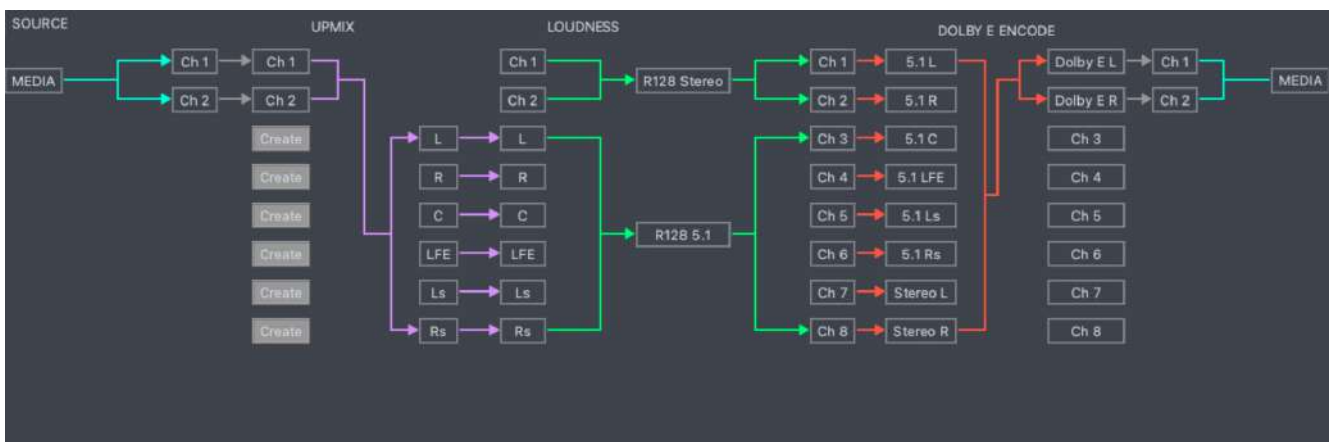 SOURCE UPMIX LOUDNESS DOLBY E ENCODE
Ch 1 Ch 1 Ch 1 Ch 1 5.1 L Dolby E L Ch 1
MEDIA R128 Stereo MEDIA
Ch 2 Ch 2 Ch 2 Ch 2 5.1 R Dolby E R Ch 2
Create L L Ch 3 5.1 C Ch 3
Create R R Ch 4 5.1 LFE Ch 4
Create C C Ch 5 5.1 Ls Ch 5
R128 5.1
Create LFE LFE Ch 6 5.1 Rs Ch 6
Create Ls Ls Ch 7 Stereo L Ch 7
Create Rs Rs Ch 8 Stereo R Ch 8